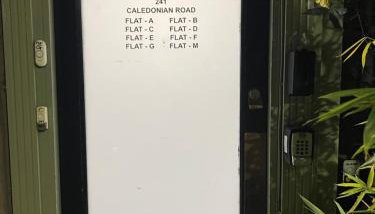 241
CALEDONIAN ROAD
FLAT - A FLAT - B
FLAT - C FLAT - D
FLAT - E FLAT - F
FLAT - G FLAT - M